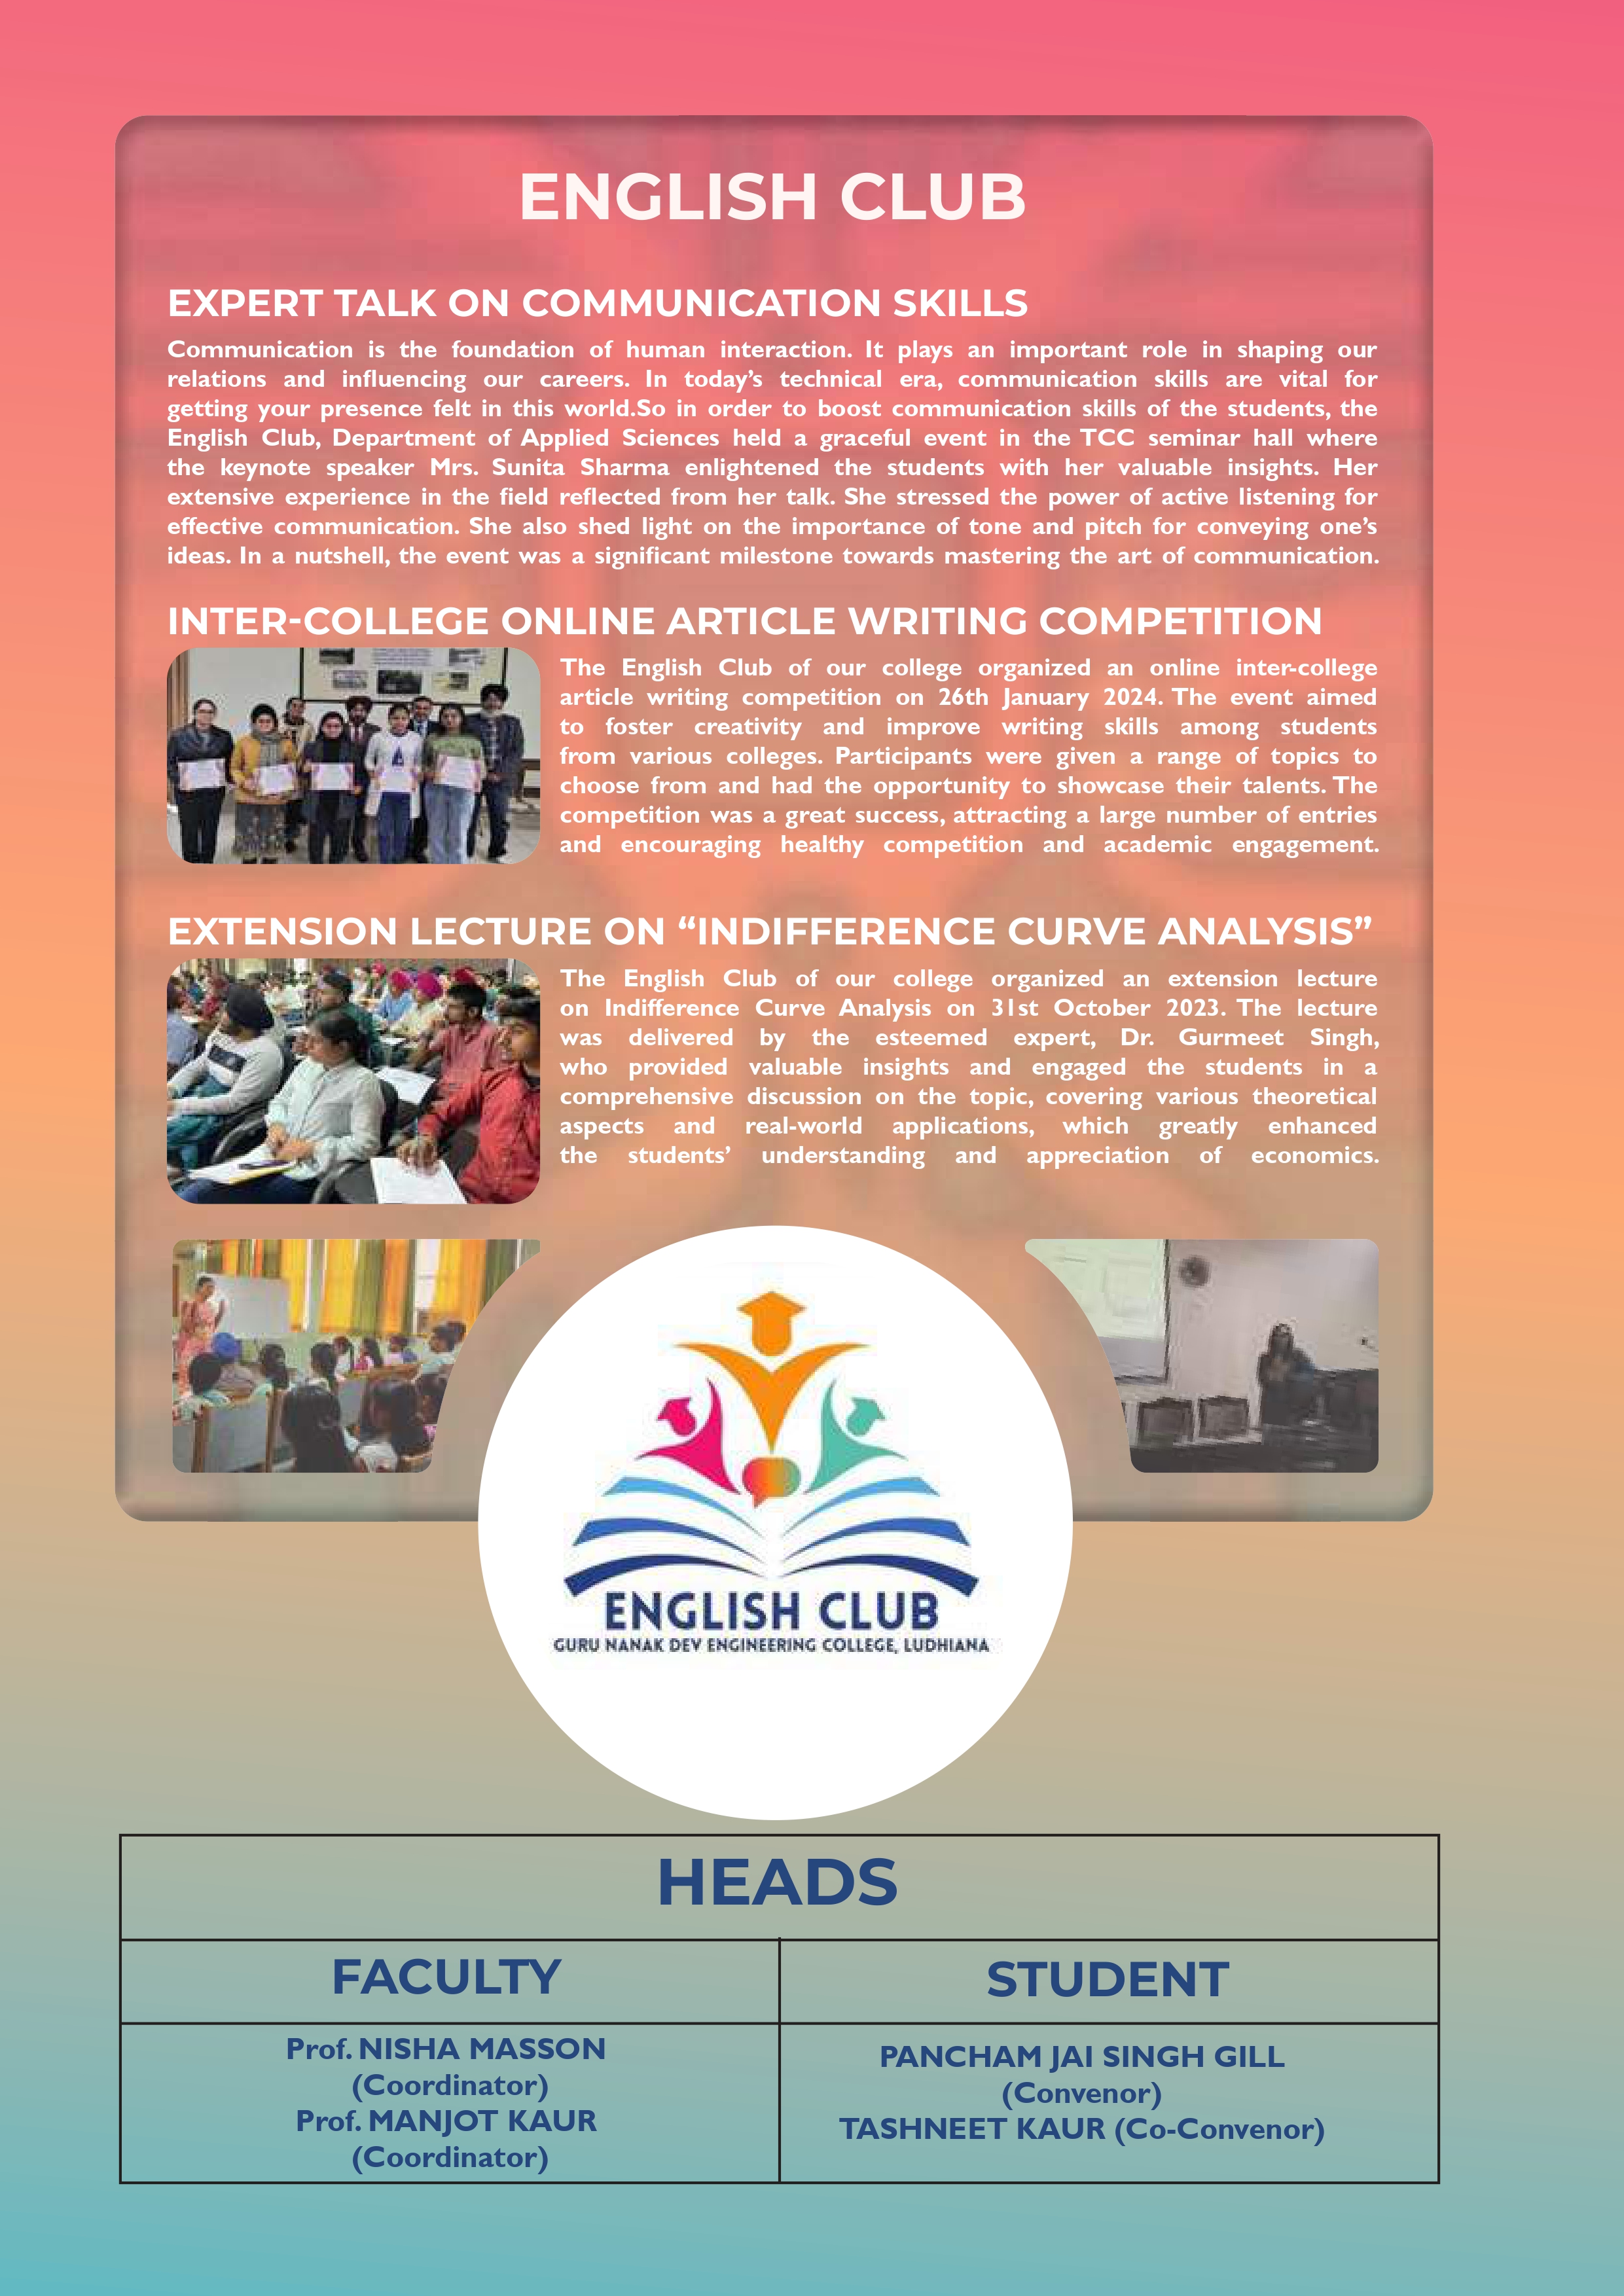 ENGLISH CLUB
EXPERT TALK ON COMMUNICATION SKILLS
Communication is the foundation of human interaction. It plays an important role in shaping our
relations and influencing our careers. In today’s technical era, communication skills are vital for
getting your presence felt in this world.So in order to boost communication skills of the students, the
English Club, Department of Applied Sciences held a graceful event in the TCC seminar hall where
the keynote speaker Mrs. Sunita Sharma enlightened the students with her valuable insights. Her
extensive experience in the field reflected from her talk. She stressed the power of active listening for
effective communication. She also shed light on the importance of tone and pitch for conveying one’s
ideas. In a nutshell, the event was a significant milestone towards mastering the art of communication.
INTER-COLLEGE ONLINE ARTICLE WRITING COMPETITION
The English Club of our college organized an online inter-college
article writing competition on 26th January 2024. The event aimed
to foster creativity and improve writing skills among students
from various colleges. Participants were given a range of topics to
choose from and had the opportunity to showcase their talents. The
competition was a great success, attracting a large number of entries
and encouraging healthy competition and academic engagement.
EXTENSION LECTURE ON “INDIFFERENCE CURVE ANALYSIS”
The English Club of our college organized an extension lecture
on Indifference Curve Analysis on 31st October 2023. The lecture
was delivered by the esteemed expert, Dr. Gurmeet Singh,
who provided valuable insights and engaged the students in a
comprehensive discussion on the topic, covering various theoretical
aspects and real-world applications, which greatly enhanced
the students’ understanding and appreciation of economics.
ENGLISH CLUB
GURU NANAK DEV ENGINEERING COLLEGE, LUDHIANA
HEADS
FACULTY
STUDENT
Prof. NISHA MASSON
(Coordinator)
Prof. MANJOT KAUR
(Coordinator)
PANCHAM JAI SINGH GILL
(Convenor)
TASHNEET KAUR (Co-Convenor)